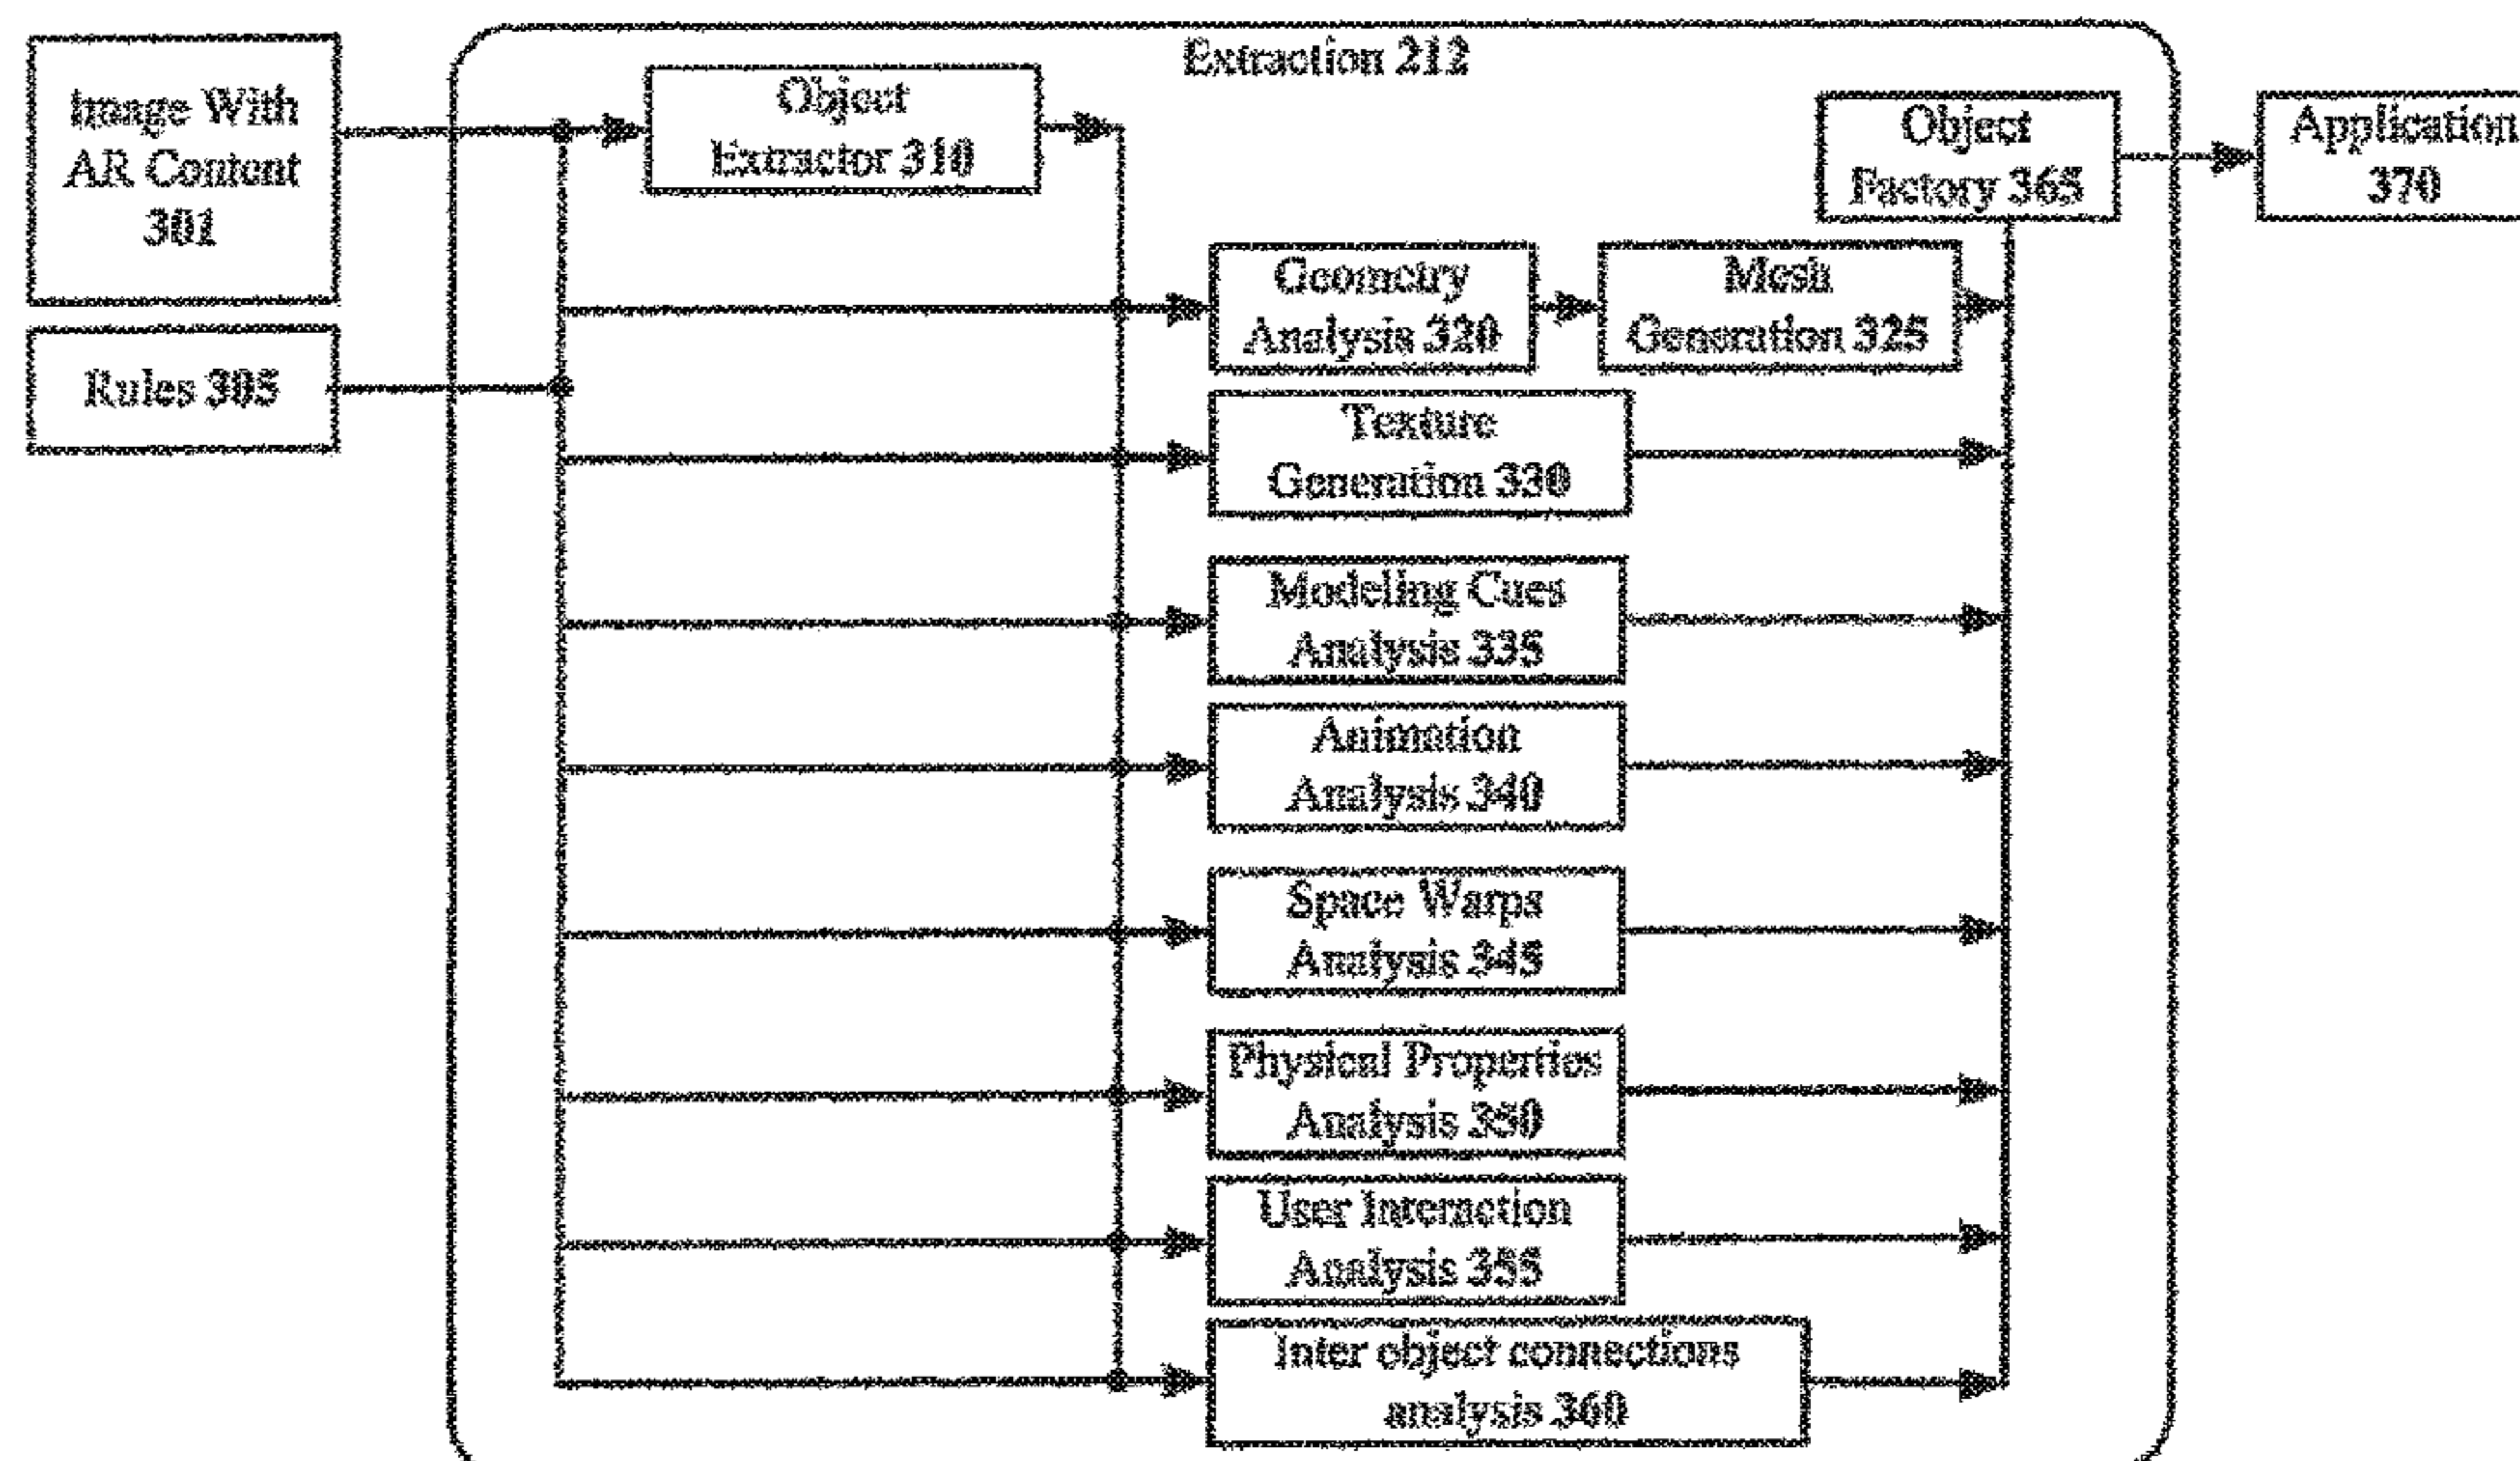 Extraction 212
Image With
AR Content
301
Rules 305
Object
Extractor 310
Object
Factory 365
Application
370
Geometry
Analysis 320
Mesh
Generation 325
Texture
Generation 330
Modeling Cues
Analysis 335
Animation
Analysis 340
Space Warps
Analysis 345
Physical Properties
Analysis 350
User Interaction
Analysis 355
Inter object connections
analysis 360